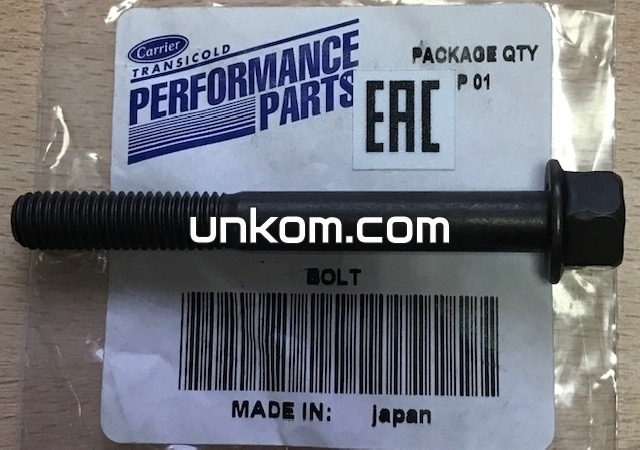 Carrier
TRANSICOLD
PERFORMANCE
PARTS
PACKAGE QTY
P 01
EAC
unkom.com
BOLT
MADE IN: japan